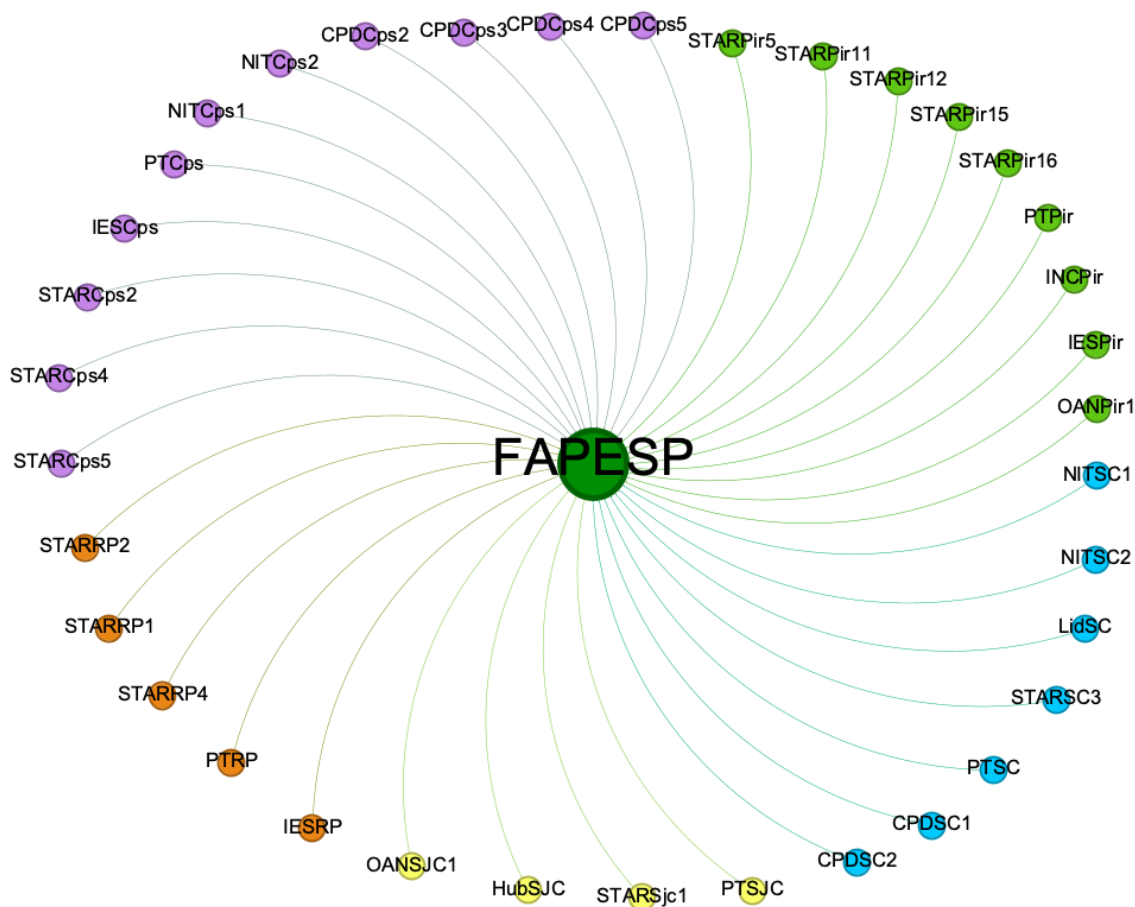 CPDCps5
CPDCps4
CPDCps3
CPDCps2
STARPir5
STARPir11
NITCps2
STARPir12
NITCps1
STARPir15
PTCps
STARPir16
IESCps
PTPir
INCPir
STARCps2
IESPir
STARCps4
OANPir1
FAPESP
STARCps5
NITSC1
STARRP2
NITSC2
STARRP1
LidSC
STARRP4
STARSC3
PTRP
PTSC
IESRP
CPDSC1
CPDSC2
OANSJC1
HubSJC
STARSjc1
PTSJC